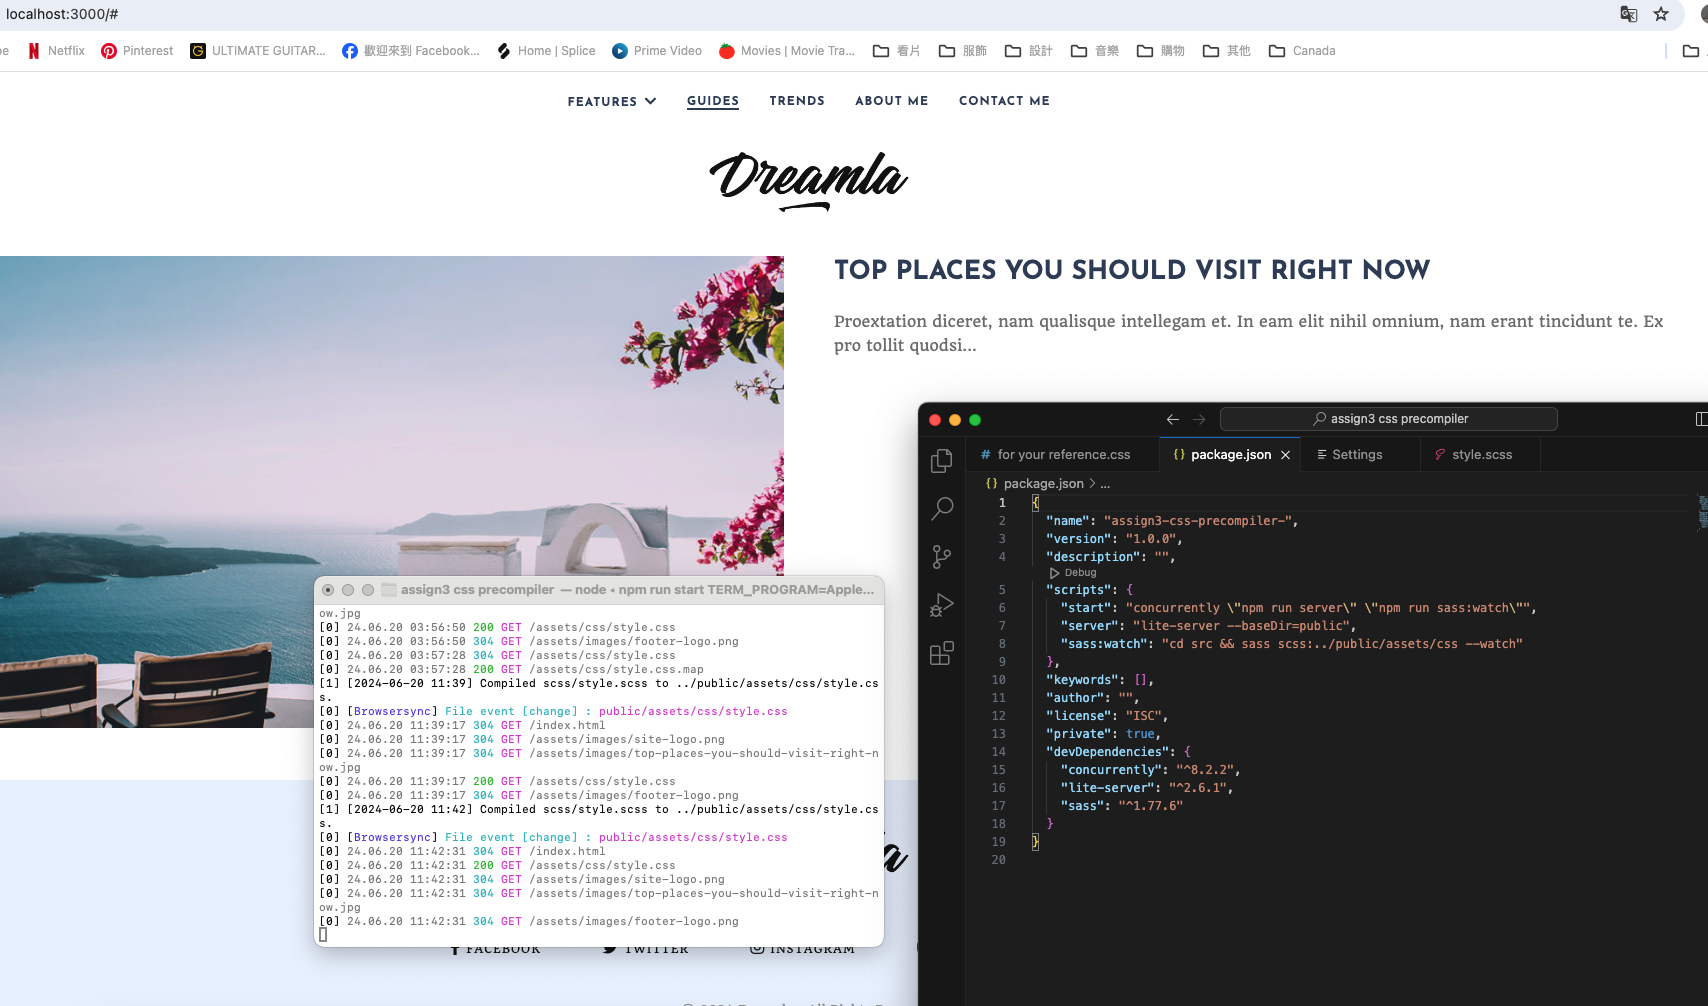 localhost:3000/#
Netflix Pinterest ULTIMATE GUITAR... 歡迎來到 Facebook... Home | Splice Prime Video Movies | Movie Tra... 看片 服飾 設計 音樂 購物 其他 Canada
FEATURES GUIDES TRENDS ABOUT ME CONTACT ME
Dreamla
TOP PLACES YOU SHOULD VISIT RIGHT NOW
Proextation diceret, nam qualisque intellegam et. In eam elit nihil omnium, nam erant tincidunt te. Ex
pro tollit quodsi...
assign3 css precompiler — node ◂ npm run start TERM_PROGRAM=Apple...
ow.jpg
[0] 24.06.20 03:56:50 200 GET /assets/css/style.css
[0] 24.06.20 03:56:50 304 GET /assets/images/footer-logo.png
[0] 24.06.20 03:57:28 304 GET /assets/css/style.css
[0] 24.06.20 03:57:28 200 GET /assets/css/style.css.map
[1] [2024-06-20 11:39] Compiled scss/style.scss to ../public/assets/css/style.cs
s.
[0] [Browsersync] File event [change] : public/assets/css/style.css
[0] 24.06.20 11:39:17 304 GET /index.html
[0] 24.06.20 11:39:17 304 GET /assets/images/site-logo.png
[0] 24.06.20 11:39:17 304 GET /assets/images/top-places-you-should-visit-right-n
ow.jpg
[0] 24.06.20 11:39:17 200 GET /assets/css/style.css
[0] 24.06.20 11:39:17 304 GET /assets/images/footer-logo.png
[1] [2024-06-20 11:42] Compiled scss/style.scss to ../public/assets/css/style.cs
s.
[0] [Browsersync] File event [change] : public/assets/css/style.css
[0] 24.06.20 11:42:31 304 GET /index.html
[0] 24.06.20 11:42:31 200 GET /assets/css/style.css
[0] 24.06.20 11:42:31 304 GET /assets/images/site-logo.png
[0] 24.06.20 11:42:31 304 GET /assets/images/top-places-you-should-visit-right-n
ow.jpg
[0] 24.06.20 11:42:31 304 GET /assets/images/footer-logo.png
FACEBOOK TWITTER INSTAGRAM
assign3 css precompiler
# for your reference.css {} package.json Settings style.scss
{} package.json > ...
1 {
2 "name": "assign3-css-precompiler-",
3 "version": "1.0.0",
4 "description": "",
Debug
5 "scripts": {
6 "start": "concurrently \"npm run server\" \"npm run sass:watch\"",
7 "server": "lite-server --baseDir=public",
8 "sass:watch": "cd src && sass scss:../public/assets/css --watch"
9 },
10 "keywords": [],
11 "author": "",
12 "license": "ISC",
13 "private": true,
14 "devDependencies": {
15 "concurrently": "^8.2.2",
16 "lite-server": "^2.6.1",
17 "sass": "^1.77.6"
18 }
19 }
20